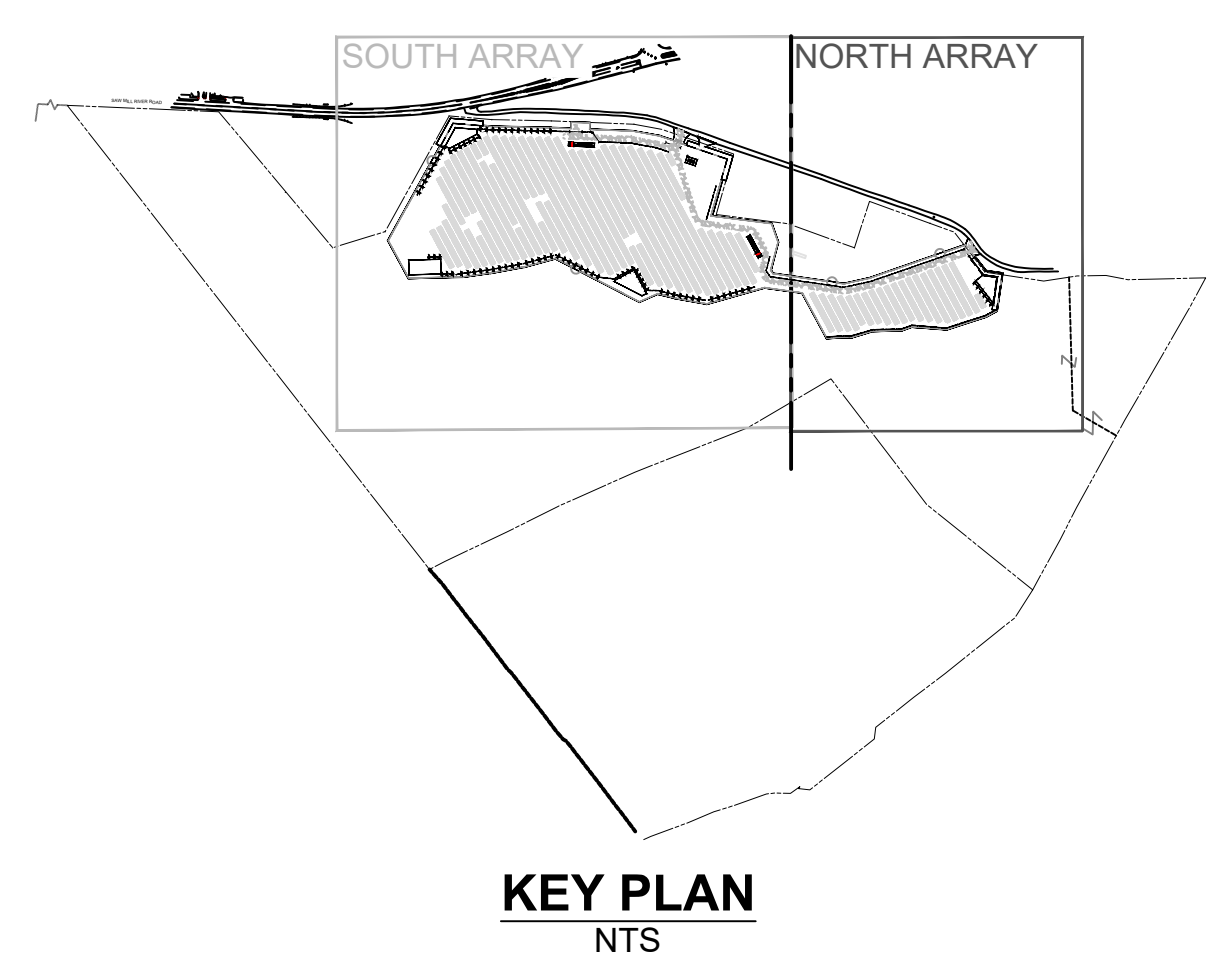 SOUTH ARRAY
NORTH ARRAY
SAW MILL RIVER ROAD
KEY PLAN
NTS